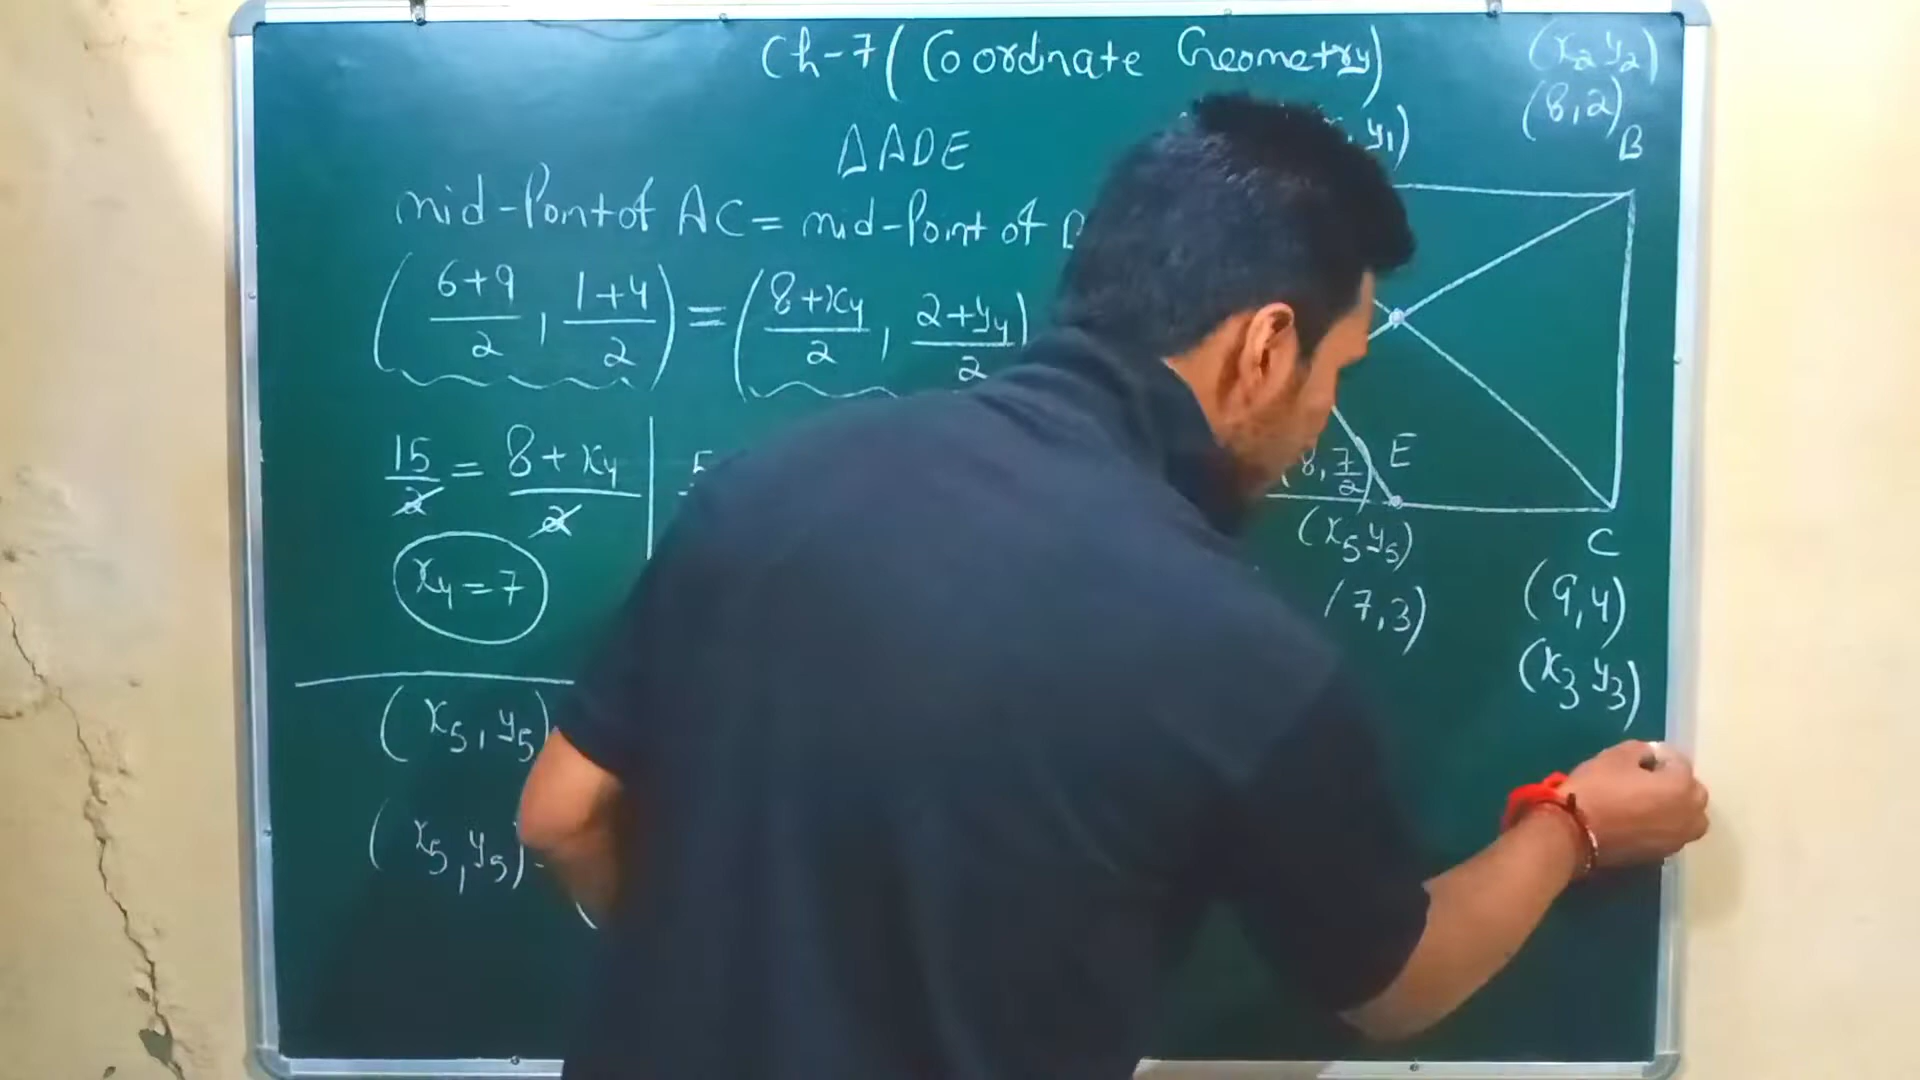 Ch-7 (Coordinate Geometry)
(x₂ y₂)
(8,2)
B
y₁)
ΔADE
mid-Point of AC = mid-Point of
(6+9/2, 1+4/2) = (8+x₄/2, 2+y₄/2)
15/2 = 8+x₄/2
5
x₄ = 7
(8, 7/2) E
(x₅ y₅)
C
(7,3)
(9,4)
(x₃ y₃)
(x₅, y₅)
(x₅, y₅)